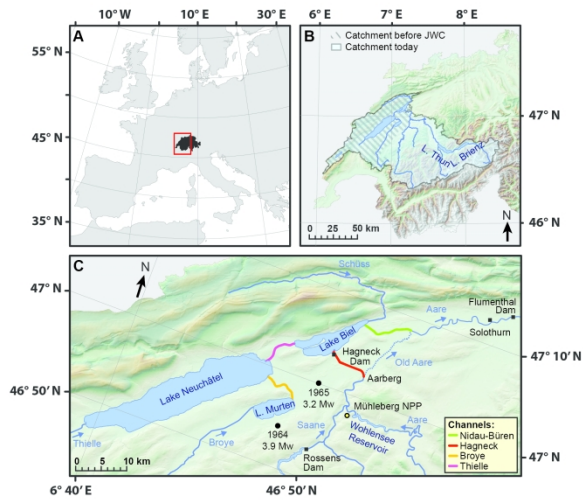 10° W 0° E 10° E 30° E
55° N
50° N
45° N
40° N
35° N
A
6° E 7° E 8° E
B
Catchment before JWC
Catchment today
47° N
46° N
L. Thun
L. Brienz
0 25 50 km
N
C
N
47° N
46° 50' N
6° 40' E
46° 50' N
47° N
47° 10' N
Schüss
Aare
Flumenthal
Dam
Solothurn
Lake Biel
Hagneck
Dam
Old Aare
Aarberg
Lake Neuchâtel
1965
3.2 Mw
L. Murten
Mühleberg NPP
Aare
Wohlensee
Reservoir
Thielle
Broye
Saane
1964
3.9 Mw
Rossens
Dam
0 5 10 km
Channels:
Nidau-Büren
Hagneck
Broye
Thielle